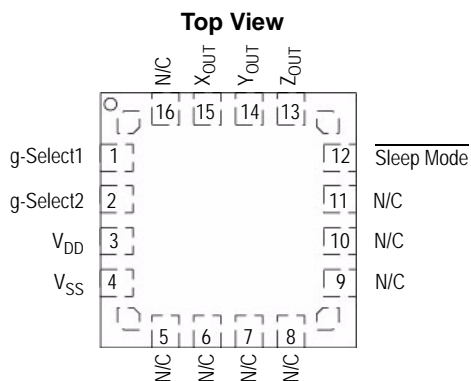 Top View
N/C
XOUT
YOUT
ZOUT
16 15 14 13
g-Select1 1 12 Sleep Mode
g-Select2 2 11 N/C
VDD 3 10 N/C
VSS 4 9 N/C
5 6 7 8
N/C
N/C
N/C
N/C